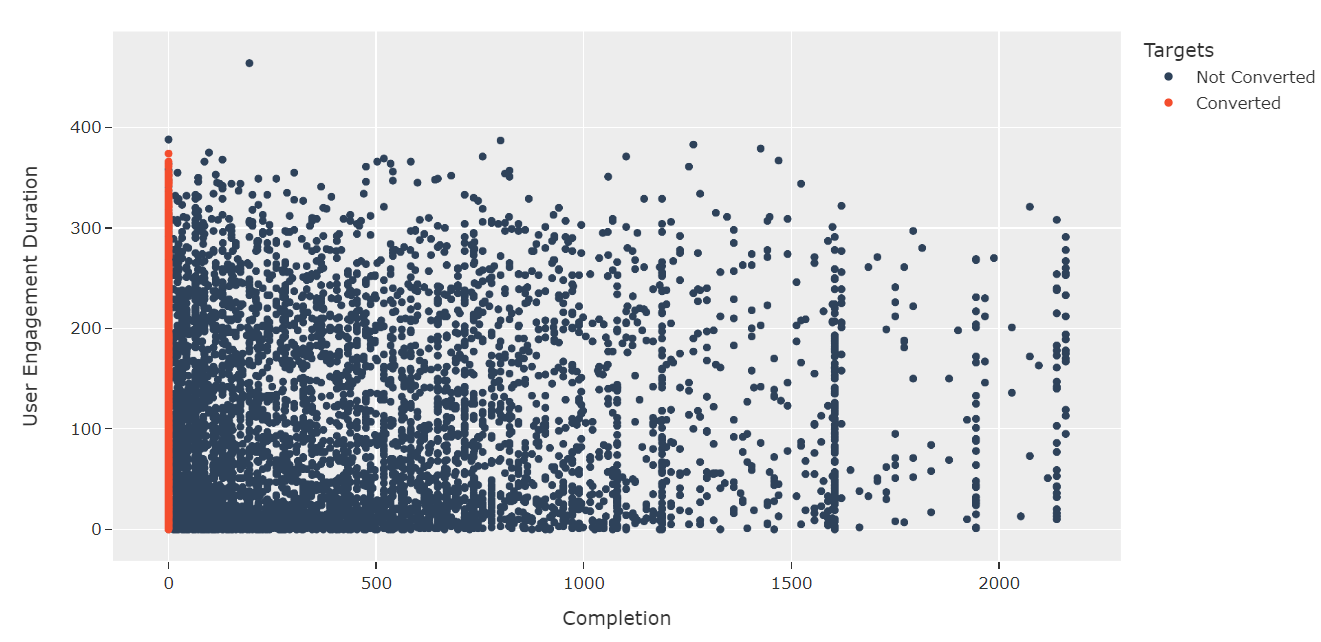 Targets
Not Converted
Converted
User Engagement Duration
400
300
200
100
0
0
500
1000
1500
2000
Completion